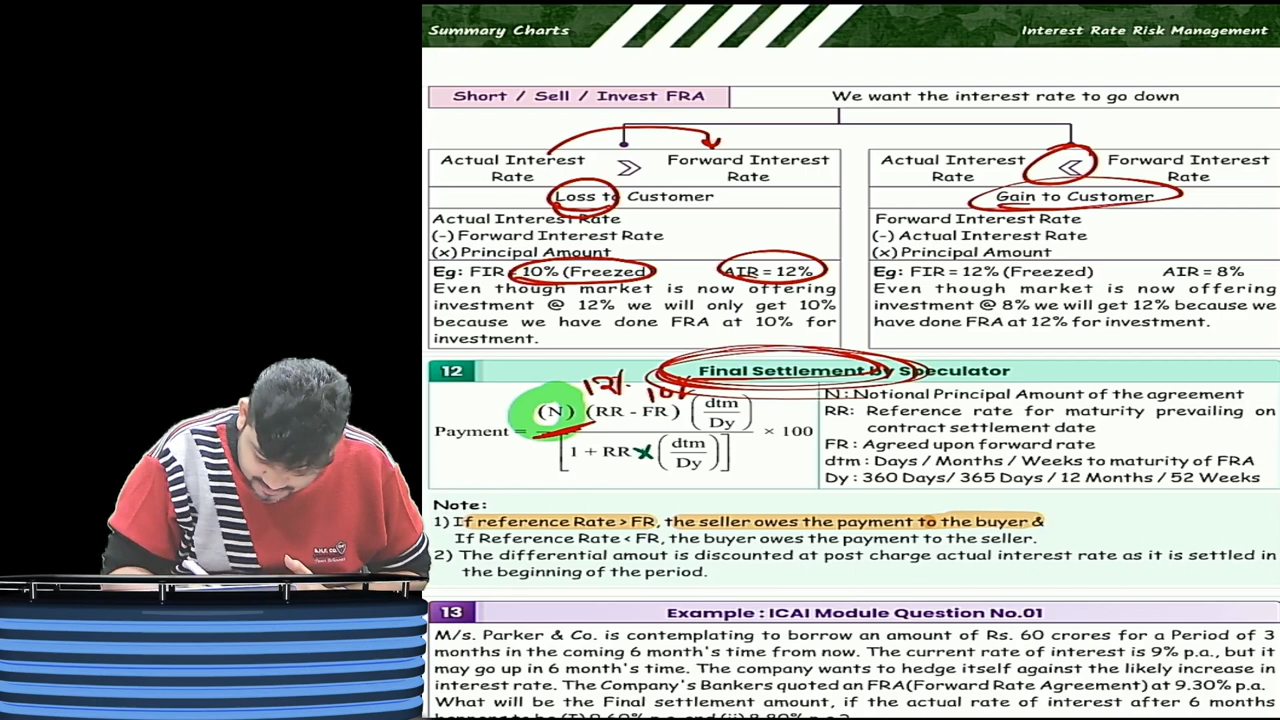 Summary Charts
Interest Rate Risk Management
Short / Sell / Invest FRA
We want the interest rate to go down
Actual Interest Rate > Forward Interest Rate
Loss to Customer
Actual Interest Rate
(-) Forward Interest Rate
(x) Principal Amount
Eg: FIR = 10% (Freezed) AIR = 12%
Even though market is now offering
investment @ 12% we will only get 10%
because we have done FRA at 10% for
investment.
Actual Interest Rate < Forward Interest Rate
Gain to Customer
Forward Interest Rate
(-) Actual Interest Rate
(x) Principal Amount
Eg: FIR = 12% (Freezed) AIR = 8%
Even though market is now offering
investment @ 8% we will get 12% because we
have done FRA at 12% for investment.
12 Final Settlement by Speculator
12% 10%
Payment = (N) (RR - FR) (dtm/Dy) / [1 + RR x (dtm/Dy)] × 100
N : Notional Principal Amount of the agreement
RR: Reference rate for maturity prevailing on
contract settlement date
FR : Agreed upon forward rate
dtm : Days / Months / Weeks to maturity of FRA
Dy : 360 Days/ 365 Days / 12 Months / 52 Weeks
Note:
1) If reference Rate > FR, the seller owes the payment to the buyer &
If Reference Rate < FR, the buyer owes the payment to the seller.
2) The differential amout is discounted at post charge actual interest rate as it is settled in
the beginning of the period.
13 Example : ICAI Module Question No.01
M/s. Parker & Co. is contemplating to borrow an amount of Rs. 60 crores for a Period of 3
months in the coming 6 month's time from now. The current rate of interest is 9% p.a., but it
may go up in 6 month's time. The company wants to hedge itself against the likely increase in
interest rate. The Company's Bankers quoted an FRA(Forward Rate Agreement) at 9.30% p.a.
What will be the Final settlement amount, if the actual rate of interest after 6 months